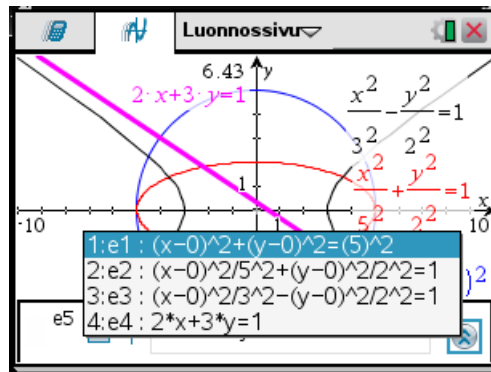 Luonnossivu
6.43 y
2· x+3· y=1
x^2/3^2 − y^2/2^2 =1
x^2/5^2 + y^2/2^2 =1
1
x
-10 1 10
1:e1 : (x−0)^2+(y−0)^2=(5)^2
2:e2 : (x−0)^2/5^2+(y−0)^2/2^2=1
3:e3 : (x−0)^2/3^2−(y−0)^2/2^2=1
4:e4 : 2*x+3*y=1
)2
e5